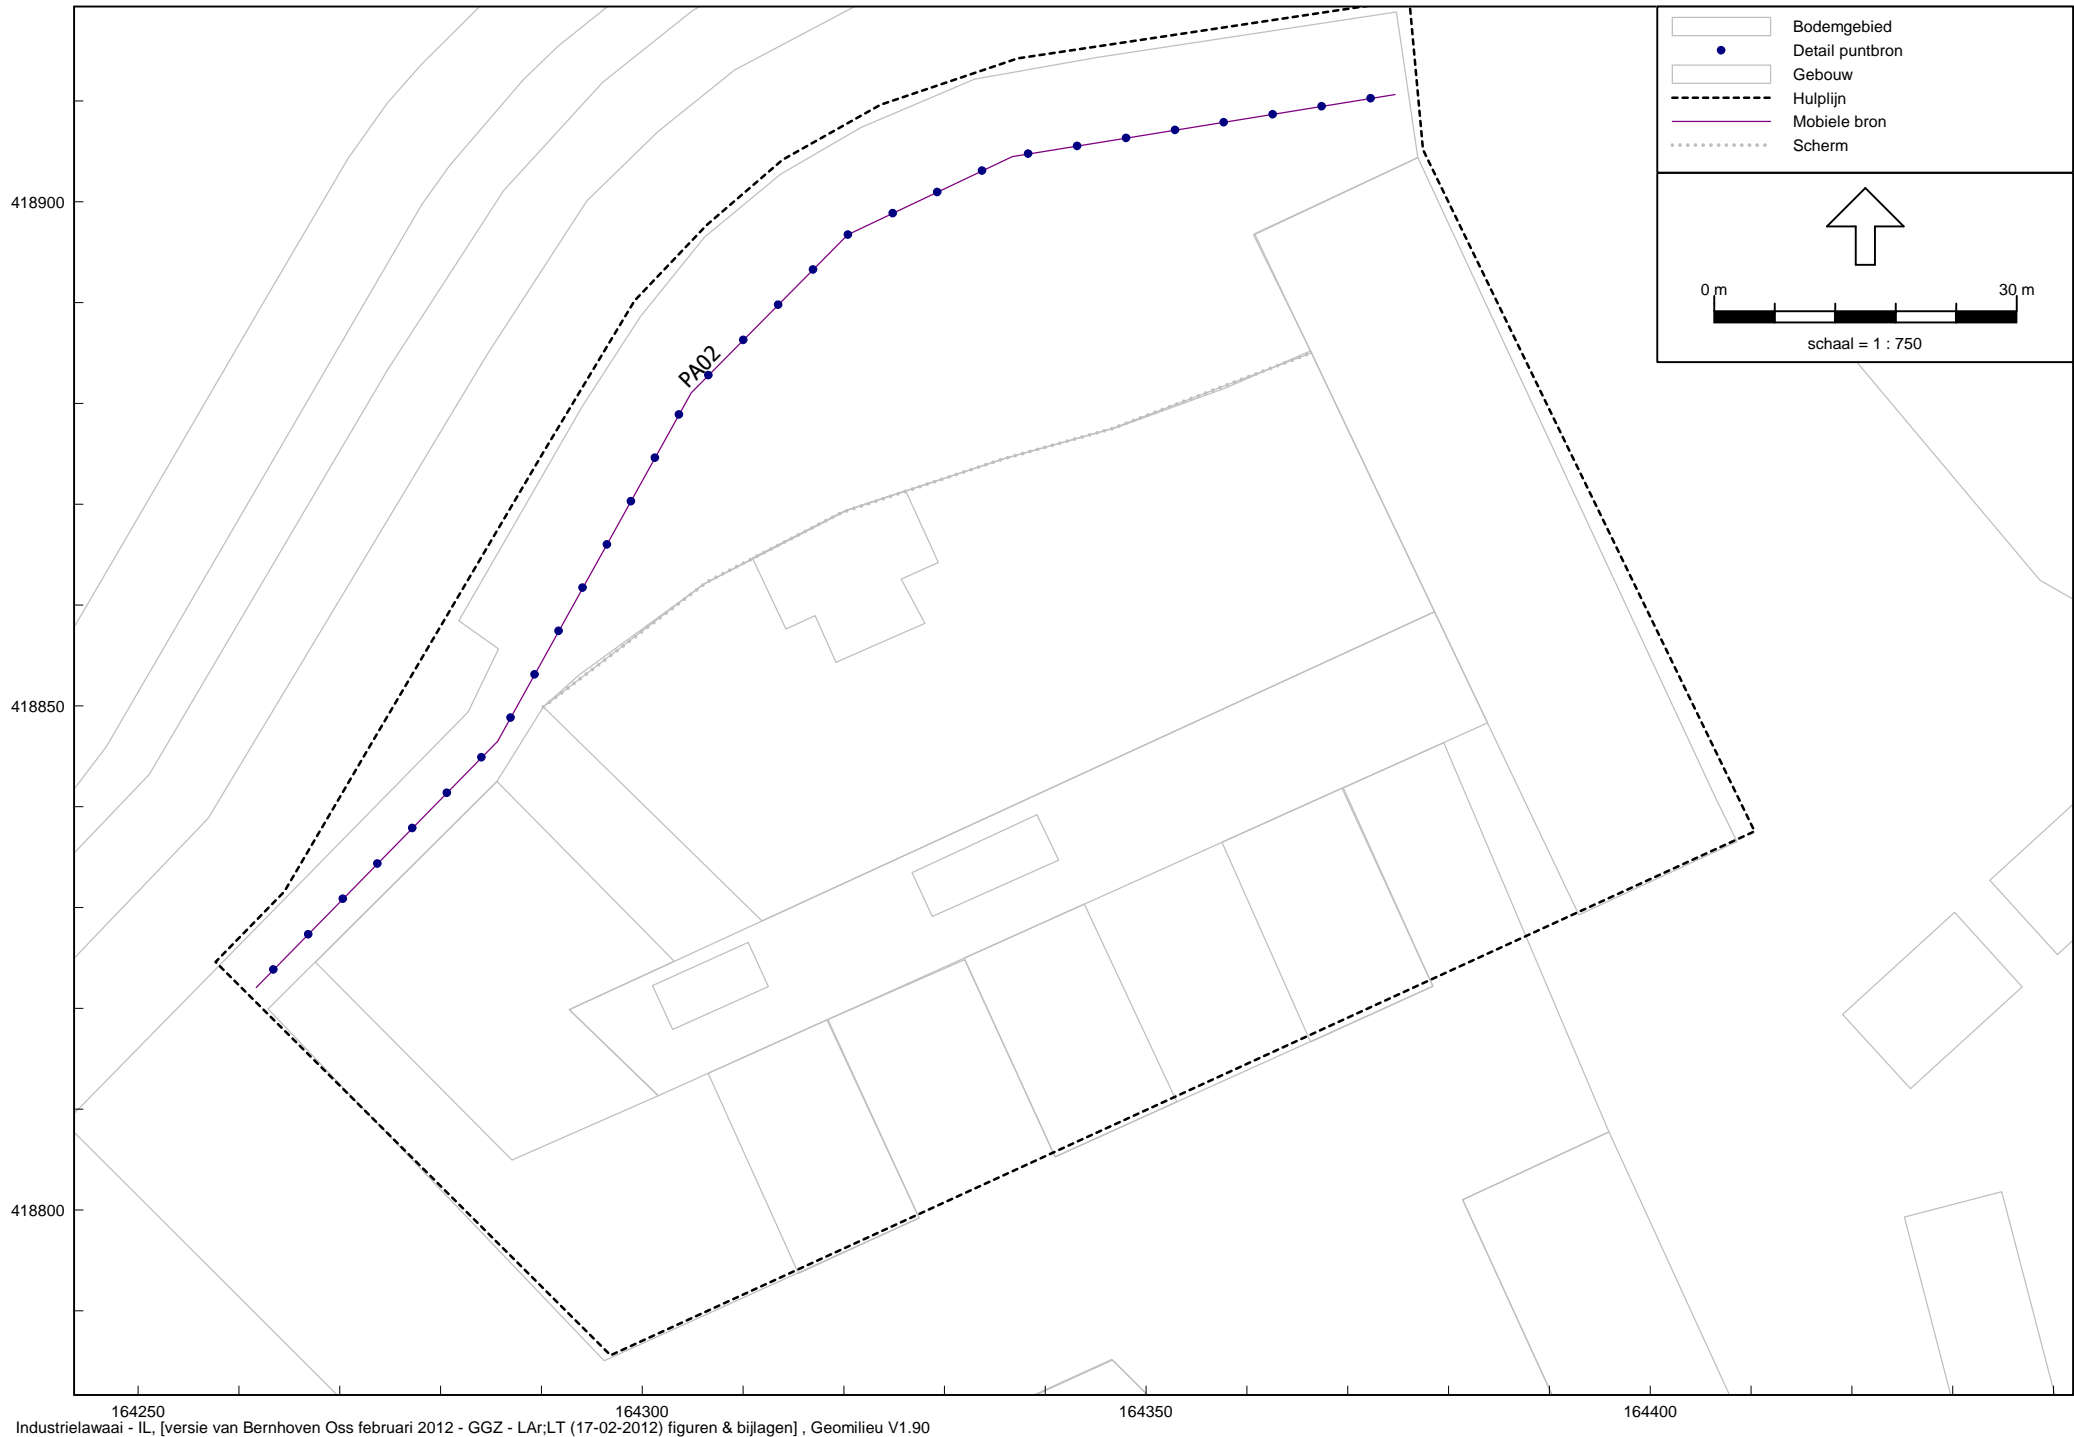 Bodemgebied
Detail puntbron
Gebouw
Hulplijn
Mobiele bron
Scherm
0 m 30 m
schaal = 1 : 750
418900
PA02
418850
418800
164250 164300 164350 164400
Industrielawaai - IL, [versie van Bernhoven Oss februari 2012 - GGZ - LAr;LT (17-02-2012) figuren & bijlagen] , Geomilieu V1.90